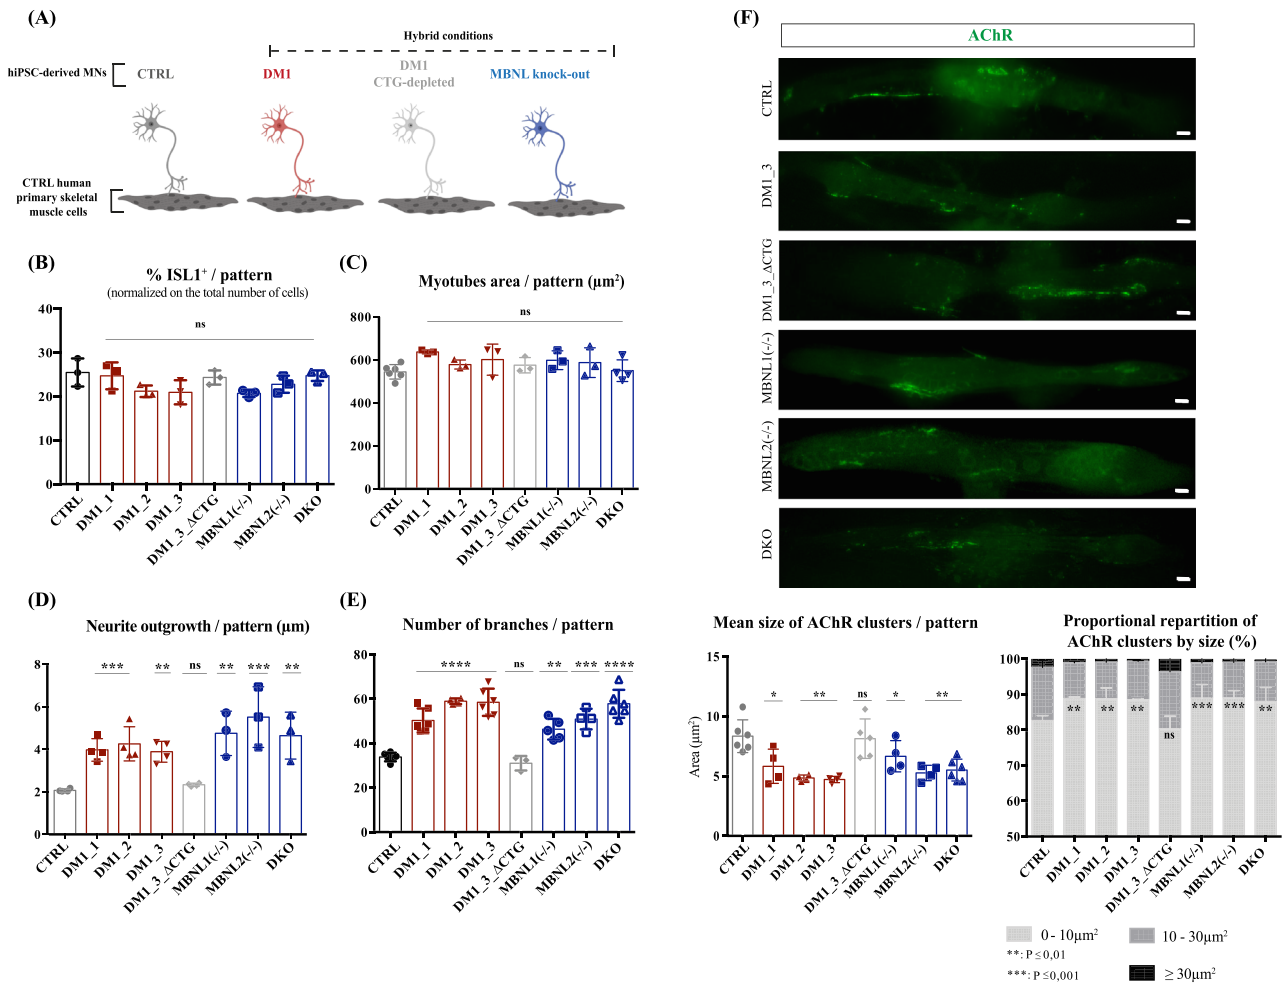 (A)
Hybrid conditions
hiPSC-derived MNs
CTRL
DM1
DM1
CTG-depleted
MBNL knock-out
CTRL human
primary skeletal
muscle cells
(B)
% ISL1⁺ / pattern
(normalized on the total number of cells)
ns
40
30
20
10
0
CTRL
DM1_1
DM1_2
DM1_3
DM1_3_ΔCTG
MBNL1(-/-)
MBNL2(-/-)
DKO
(C)
Myotubes area / pattern (µm²)
ns
800
600
400
200
0
CTRL
DM1_1
DM1_2
DM1_3
DM1_3_ΔCTG
MBNL1(-/-)
MBNL2(-/-)
DKO
(D)
Neurite outgrowth / pattern (µm)
*** ** ns ** *** **
8
6
4
2
0
CTRL
DM1_1
DM1_2
DM1_3
DM1_3_ΔCTG
MBNL1(-/-)
MBNL2(-/-)
DKO
(E)
Number of branches / pattern
**** ns ** *** ****
80
60
40
20
0
CTRL
DM1_1
DM1_2
DM1_3
DM1_3_ΔCTG
MBNL1(-/-)
MBNL2(-/-)
DKO
(F)
AChR
CTRL
DM1_3
DM1_3_ΔCTG
MBNL1(-/-)
MBNL2(-/-)
DKO
Mean size of AChR clusters / pattern
Area (µm²)
* ** ns * **
15
10
5
0
CTRL
DM1_1
DM1_2
DM1_3
DM1_3_ΔCTG
MBNL1(-/-)
MBNL2(-/-)
DKO
Proportional repartition of
AChR clusters by size (%)
100
90
80
70
60
50
** ** ** ns *** *** **
CTRL
DM1_1
DM1_2
DM1_3
DM1_3_ΔCTG
MBNL1(-/-)
MBNL2(-/-)
DKO
0 - 10µm²
10 - 30µm²
**: P ≤ 0,01
***: P ≤ 0,001
≥ 30µm²